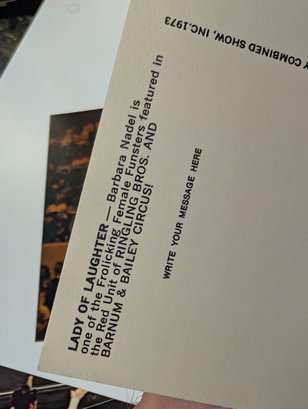 LADY OF LAUGHTER — Barbara Nadel is
one of the Frolicking Female Funsters featured in
the Red Unit of RINGLING BROS. AND
BARNUM & BAILEY CIRCUS!
WRITE YOUR MESSAGE HERE
COMBINED SHOW, INC. 1973